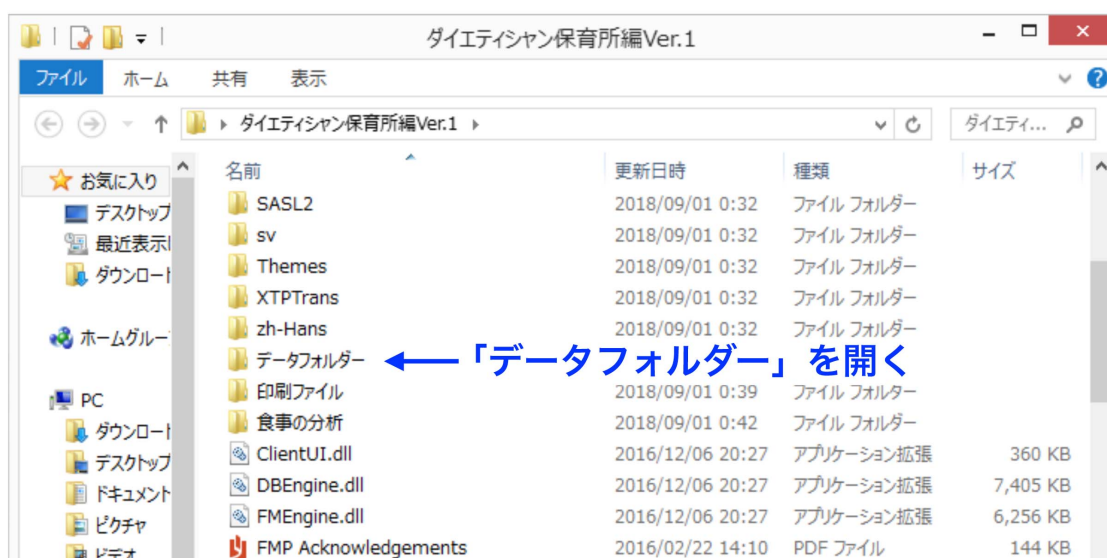 ダイエティシャン保育所編Ver.1
ファイル ホーム 共有 表示
ダイエティシャン保育所編Ver.1 ダイエティ...
お気に入り
デスクトップ
最近表示
ダウンロード
ホームグルー
PC
ダウンロード
デスクトップ
ドキュメント
ピクチャ
ビデオ
名前 更新日時 種類 サイズ
SASL2 2018/09/01 0:32 ファイル フォルダー
sv 2018/09/01 0:32 ファイル フォルダー
Themes 2018/09/01 0:32 ファイル フォルダー
XTPTrans 2018/09/01 0:32 ファイル フォルダー
zh-Hans 2018/09/01 0:32 ファイル フォルダー
データフォルダー 「データフォルダー」を開く
印刷ファイル 2018/09/01 0:39 ファイル フォルダー
食事の分析 2018/09/01 0:42 ファイル フォルダー
ClientUI.dll 2016/12/06 20:27 アプリケーション拡張 360 KB
DBEngine.dll 2016/12/06 20:27 アプリケーション拡張 7,405 KB
FMEngine.dll 2016/12/06 20:27 アプリケーション拡張 6,256 KB
FMP Acknowledgements 2016/02/22 14:10 PDF ファイル 144 KB